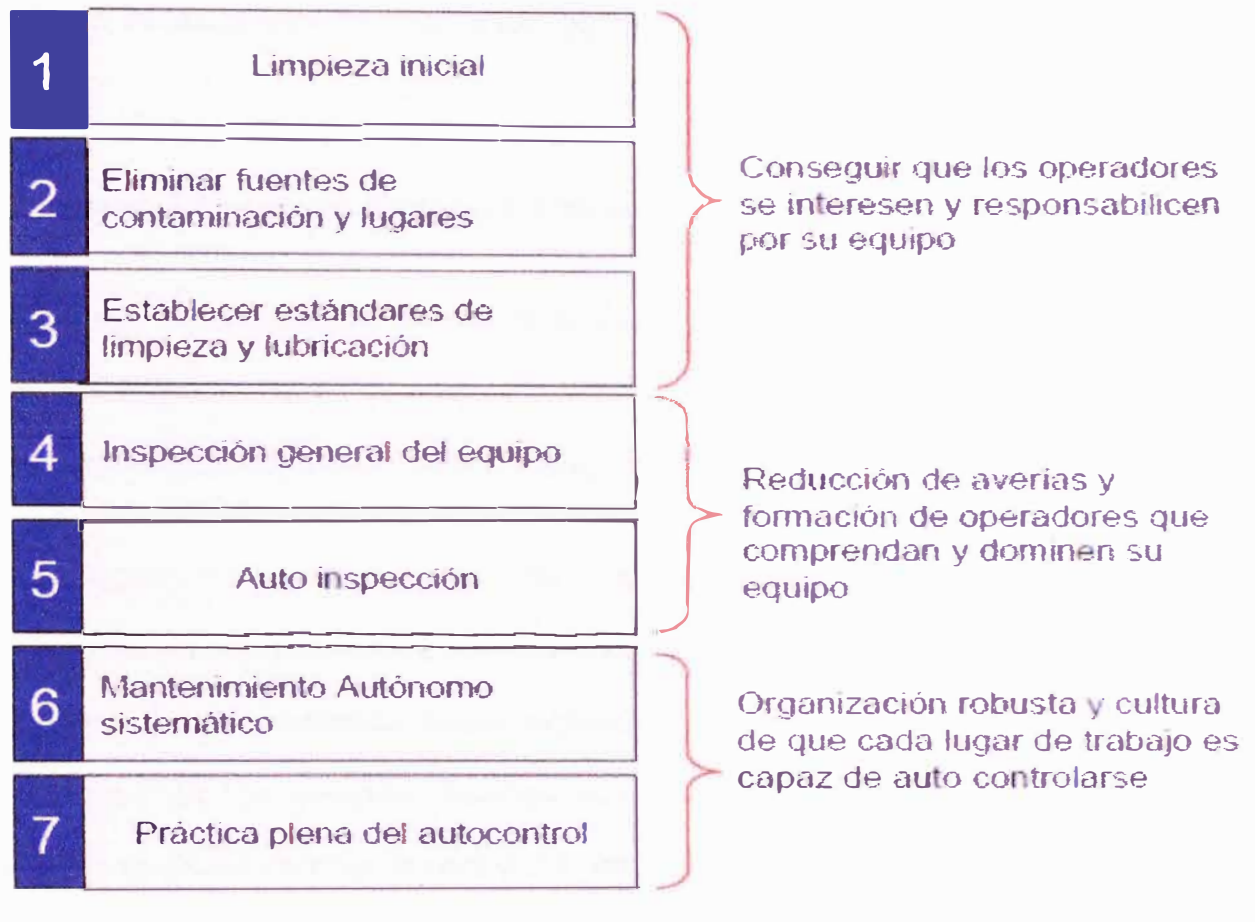 1
Limpieza inicial
2
Eliminar fuentes de
contaminación y lugares
3
Establecer estándares de
limpieza y lubricación
Conseguir que los operadores
se interesen y responsabilicen
por su equipo
4
Inspección general del equipo
5
Auto inspección
Reducción de averias y
formación de operadores que
comprendan y dominen su
equipo
6
Mantenimiento Autónomo
sistemático
7
Práctica plena del autocontrol
Organización robusta y cultura
de que cada lugar de trabajo es
capaz de auto controlarse